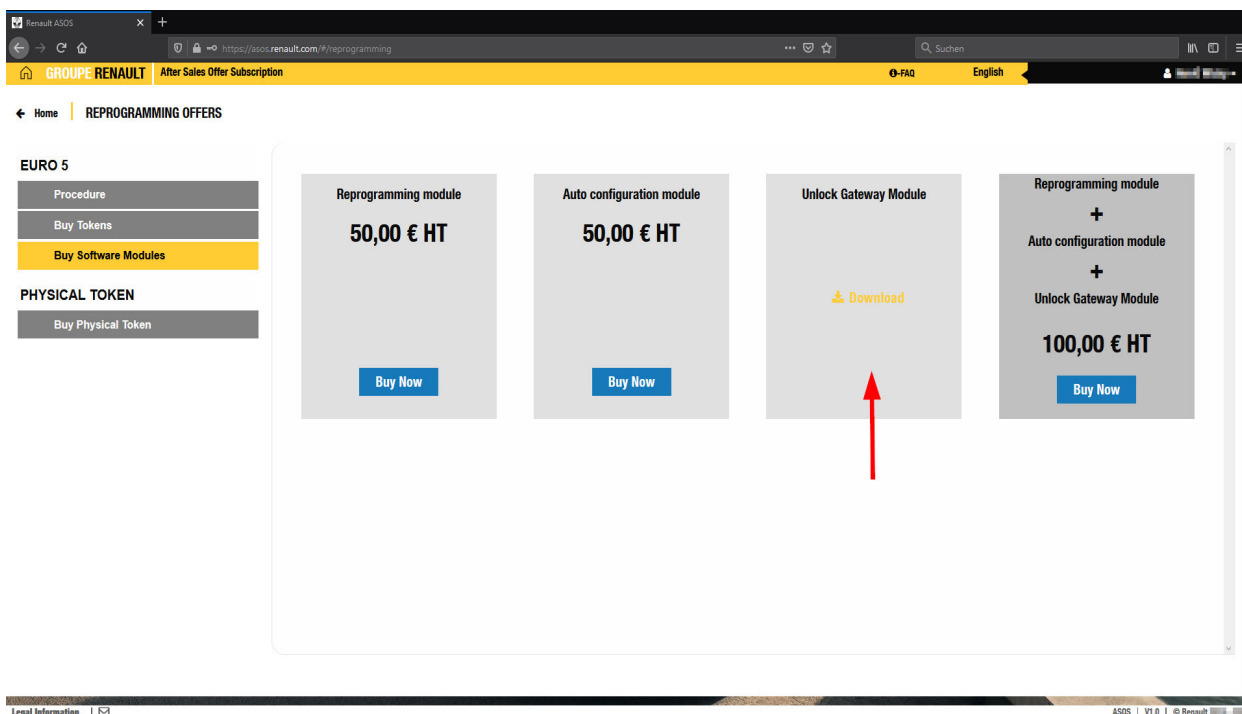 Renault ASOS
https://asos.renault.com/#/reprogramming
Suchen
GROUPE RENAULT
After Sales Offer Subscription
-FAQ
English
Home
REPROGRAMMING OFFERS
EURO 5
Procedure
Buy Tokens
Buy Software Modules
PHYSICAL TOKEN
Buy Physical Token
Reprogramming module
50,00 € HT
Buy Now
Auto configuration module
50,00 € HT
Buy Now
Unlock Gateway Module
Download
Reprogramming module
+
Auto configuration module
+
Unlock Gateway Module
100,00 € HT
Buy Now
Legal Information |
ASOS | V1.0 | © Renault